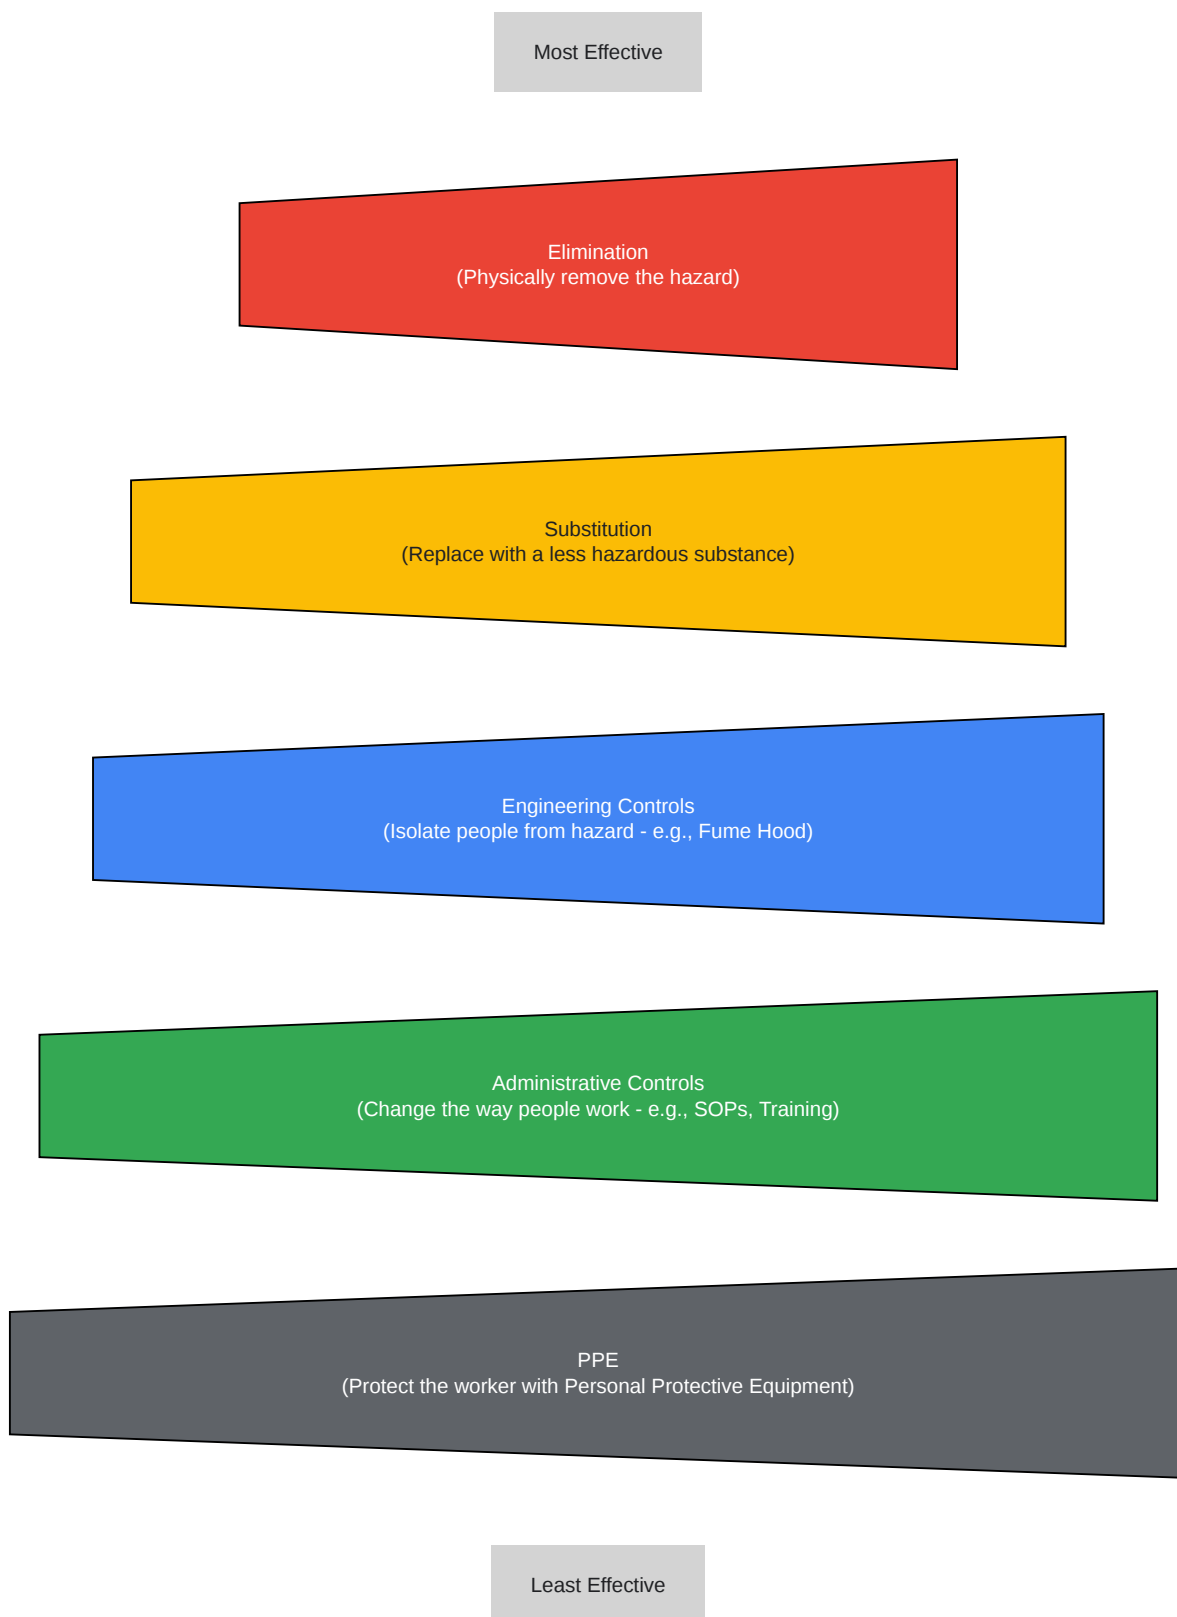 Most Effective
Elimination
(Physically remove the hazard)
Substitution
(Replace with a less hazardous substance)
Engineering Controls
(Isolate people from hazard - e.g., Fume Hood)
Administrative Controls
(Change the way people work - e.g., SOPs, Training)
PPE
(Protect the worker with Personal Protective Equipment)
Least Effective